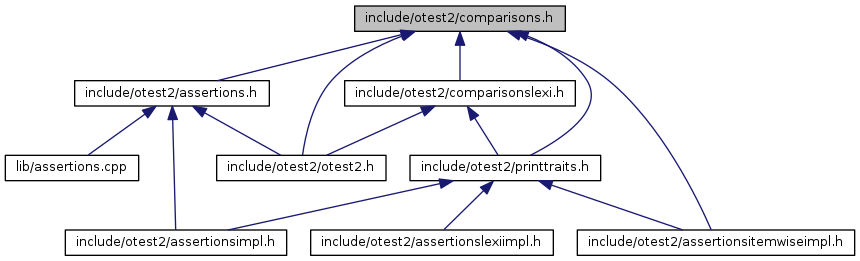 include/otest2/comparisons.h
include/otest2/assertions.h
include/otest2/comparisonslexi.h
lib/assertions.cpp
include/otest2/otest2.h
include/otest2/printtraits.h
include/otest2/assertionsimpl.h
include/otest2/assertionslexiimpl.h
include/otest2/assertionsitemwiseimpl.h